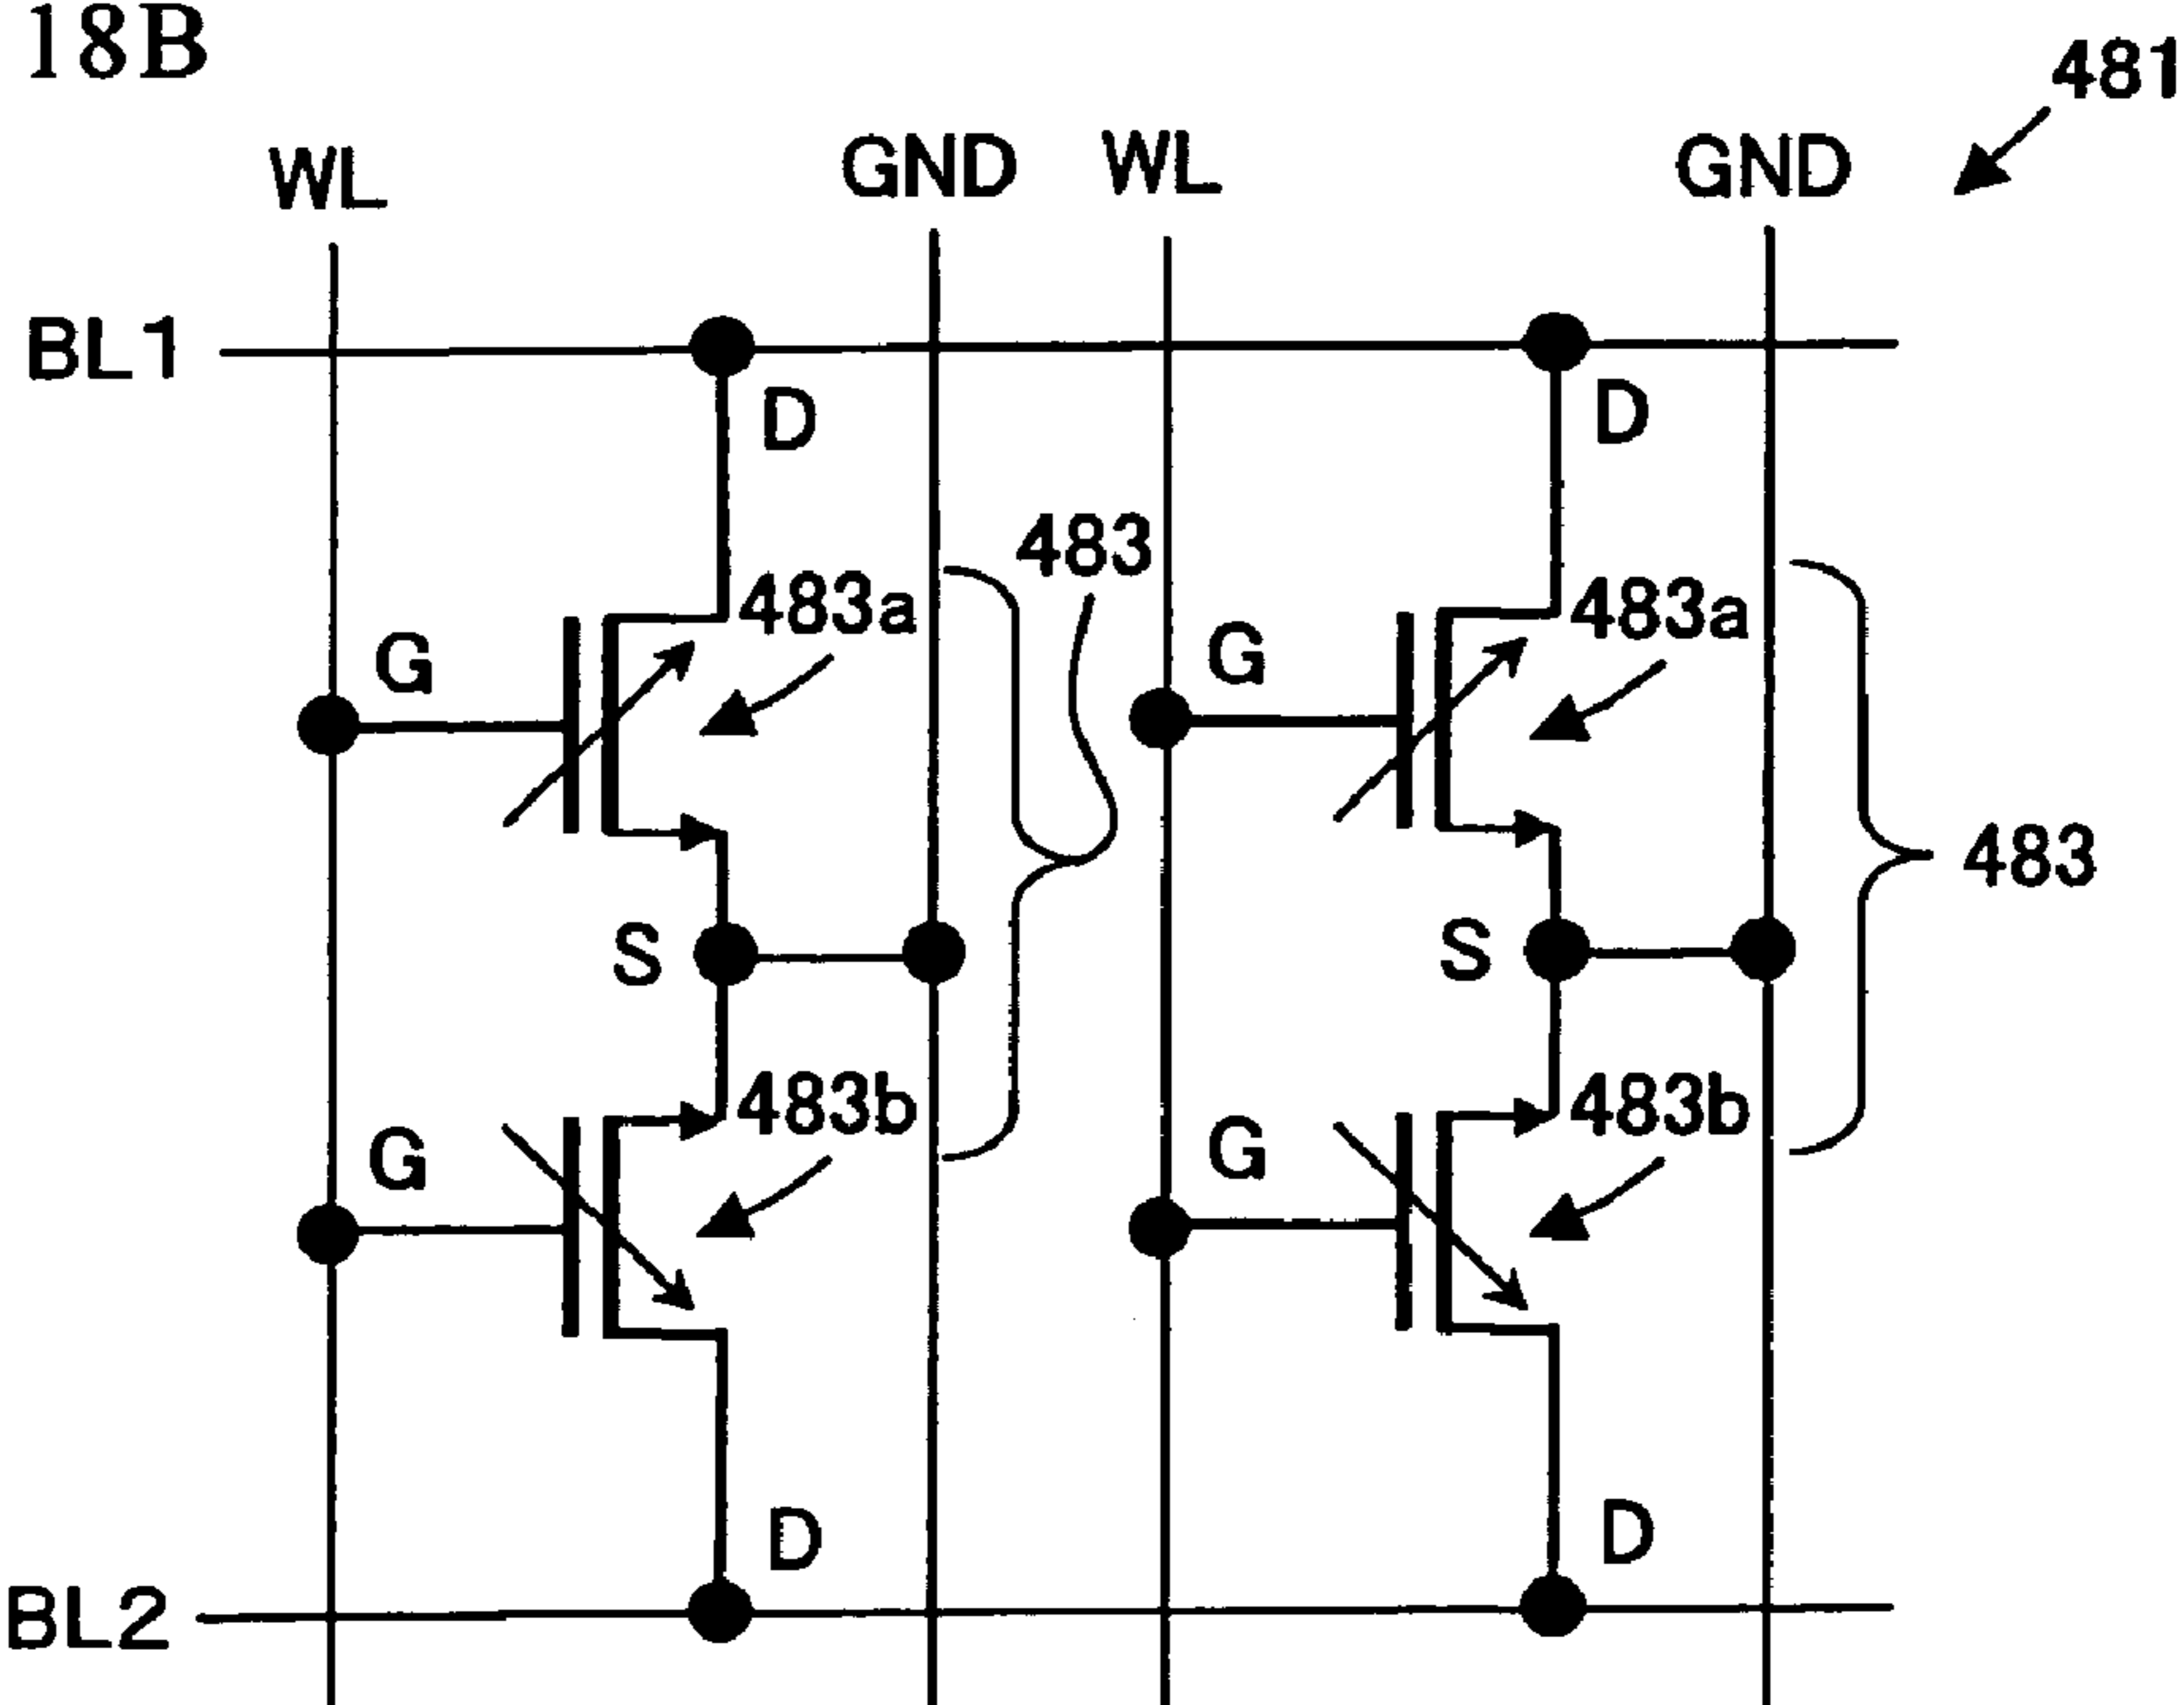 18B
481
WL GND WL GND
BL1
D D
483
483a 483a
G G
483
S S
483b 483b
G G
D D
BL2